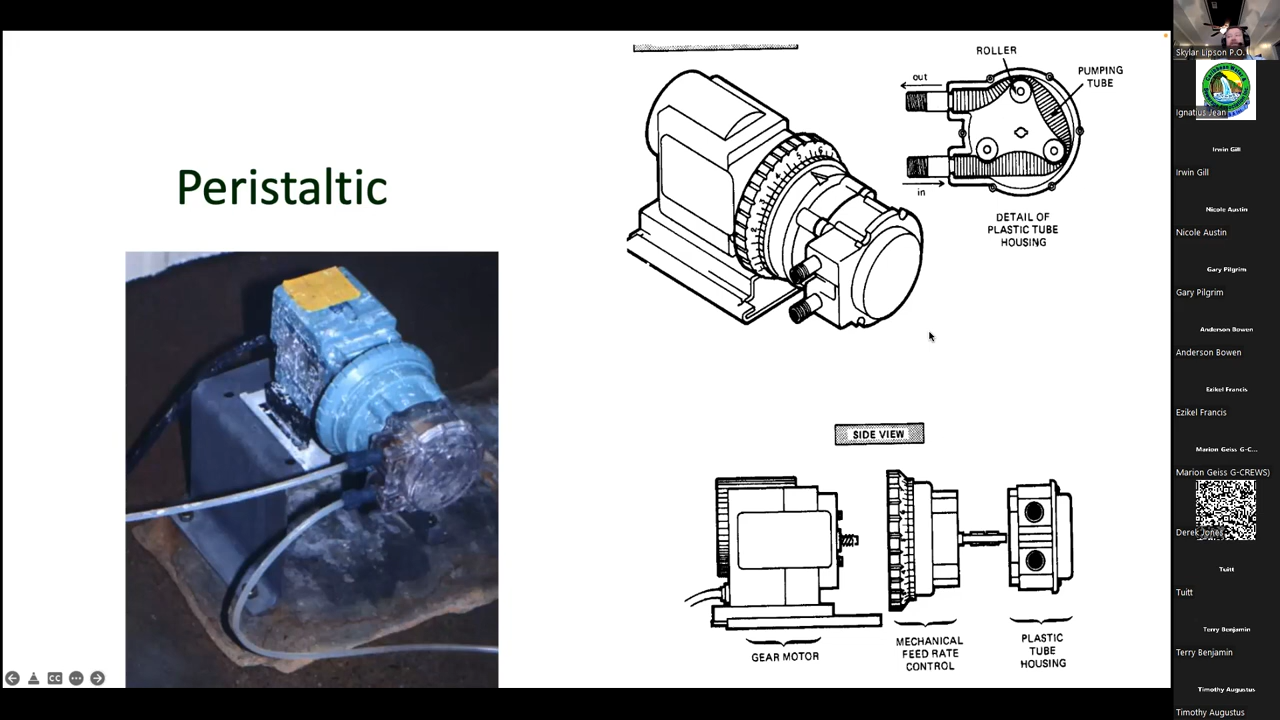 Peristaltic
ROLLER
PUMPING
TUBE
out
in
DETAIL OF
PLASTIC TUBE
HOUSING
SIDE VIEW
GEAR MOTOR
MECHANICAL
FEED RATE
CONTROL
PLASTIC
TUBE
HOUSING
CC
Skylar Lipson P.O.
Ignatius Jean
Irwin Gill
Irwin Gill
Nicole Austin
Nicole Austin
Gary Pilgrim
Gary Pilgrim
Anderson Bowen
Anderson Bowen
Ezikel Francis
Ezikel Francis
Marion Geiss G-C...
Marion Geiss G-CREWS)
Derek Jones
Tuitt
Tuitt
Terry Benjamin
Terry Benjamin
Timothy Augustus
Timothy Augustus